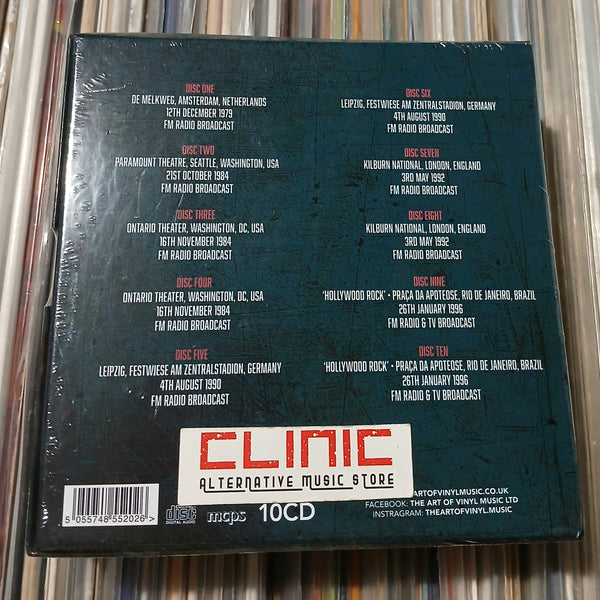 DISC ONE
DE MELKWEG, AMSTERDAM, NETHERLANDS
12TH DECEMBER 1979
FM RADIO BROADCAST
DISC TWO
PARAMOUNT THEATRE, SEATTLE, WASHINGTON, USA
21ST OCTOBER 1984
FM RADIO BROADCAST
DISC THREE
ONTARIO THEATER, WASHINGTON, DC, USA
16TH NOVEMBER 1984
FM RADIO BROADCAST
DISC FOUR
ONTARIO THEATER, WASHINGTON, DC, USA
16TH NOVEMBER 1984
FM RADIO BROADCAST
DISC FIVE
LEIPZIG, FESTWIESE AM ZENTRALSTADION, GERMANY
4TH AUGUST 1990
FM RADIO BROADCAST
DISC SIX
LEIPZIG, FESTWIESE AM ZENTRALSTADION, GERMANY
4TH AUGUST 1990
FM RADIO BROADCAST
DISC SEVEN
KILBURN NATIONAL, LONDON, ENGLAND
3RD MAY 1992
FM RADIO BROADCAST
DISC EIGHT
KILBURN NATIONAL, LONDON, ENGLAND
3RD MAY 1992
FM RADIO BROADCAST
DISC NINE
'HOLLYWOOD ROCK' • PRAÇA DA APOTEOSE, RIO DE JANEIRO, BRAZIL
26TH JANUARY 1996
FM RADIO & TV BROADCAST
DISC TEN
'HOLLYWOOD ROCK' • PRAÇA DA APOTEOSE, RIO DE JANEIRO, BRAZIL
26TH JANUARY 1996
FM RADIO & TV BROADCAST
CLINIC
ALTERNATIVE MUSIC STORE
5 055748 552026 >
disc
DIGITAL AUDIO
mcps
10CD
ARTOFVINYLMUSIC.CO.UK
FACEBOOK: THE ART OF VINYL MUSIC LTD
INSTRAGRAM: THEARTOFVINYL.MUSIC